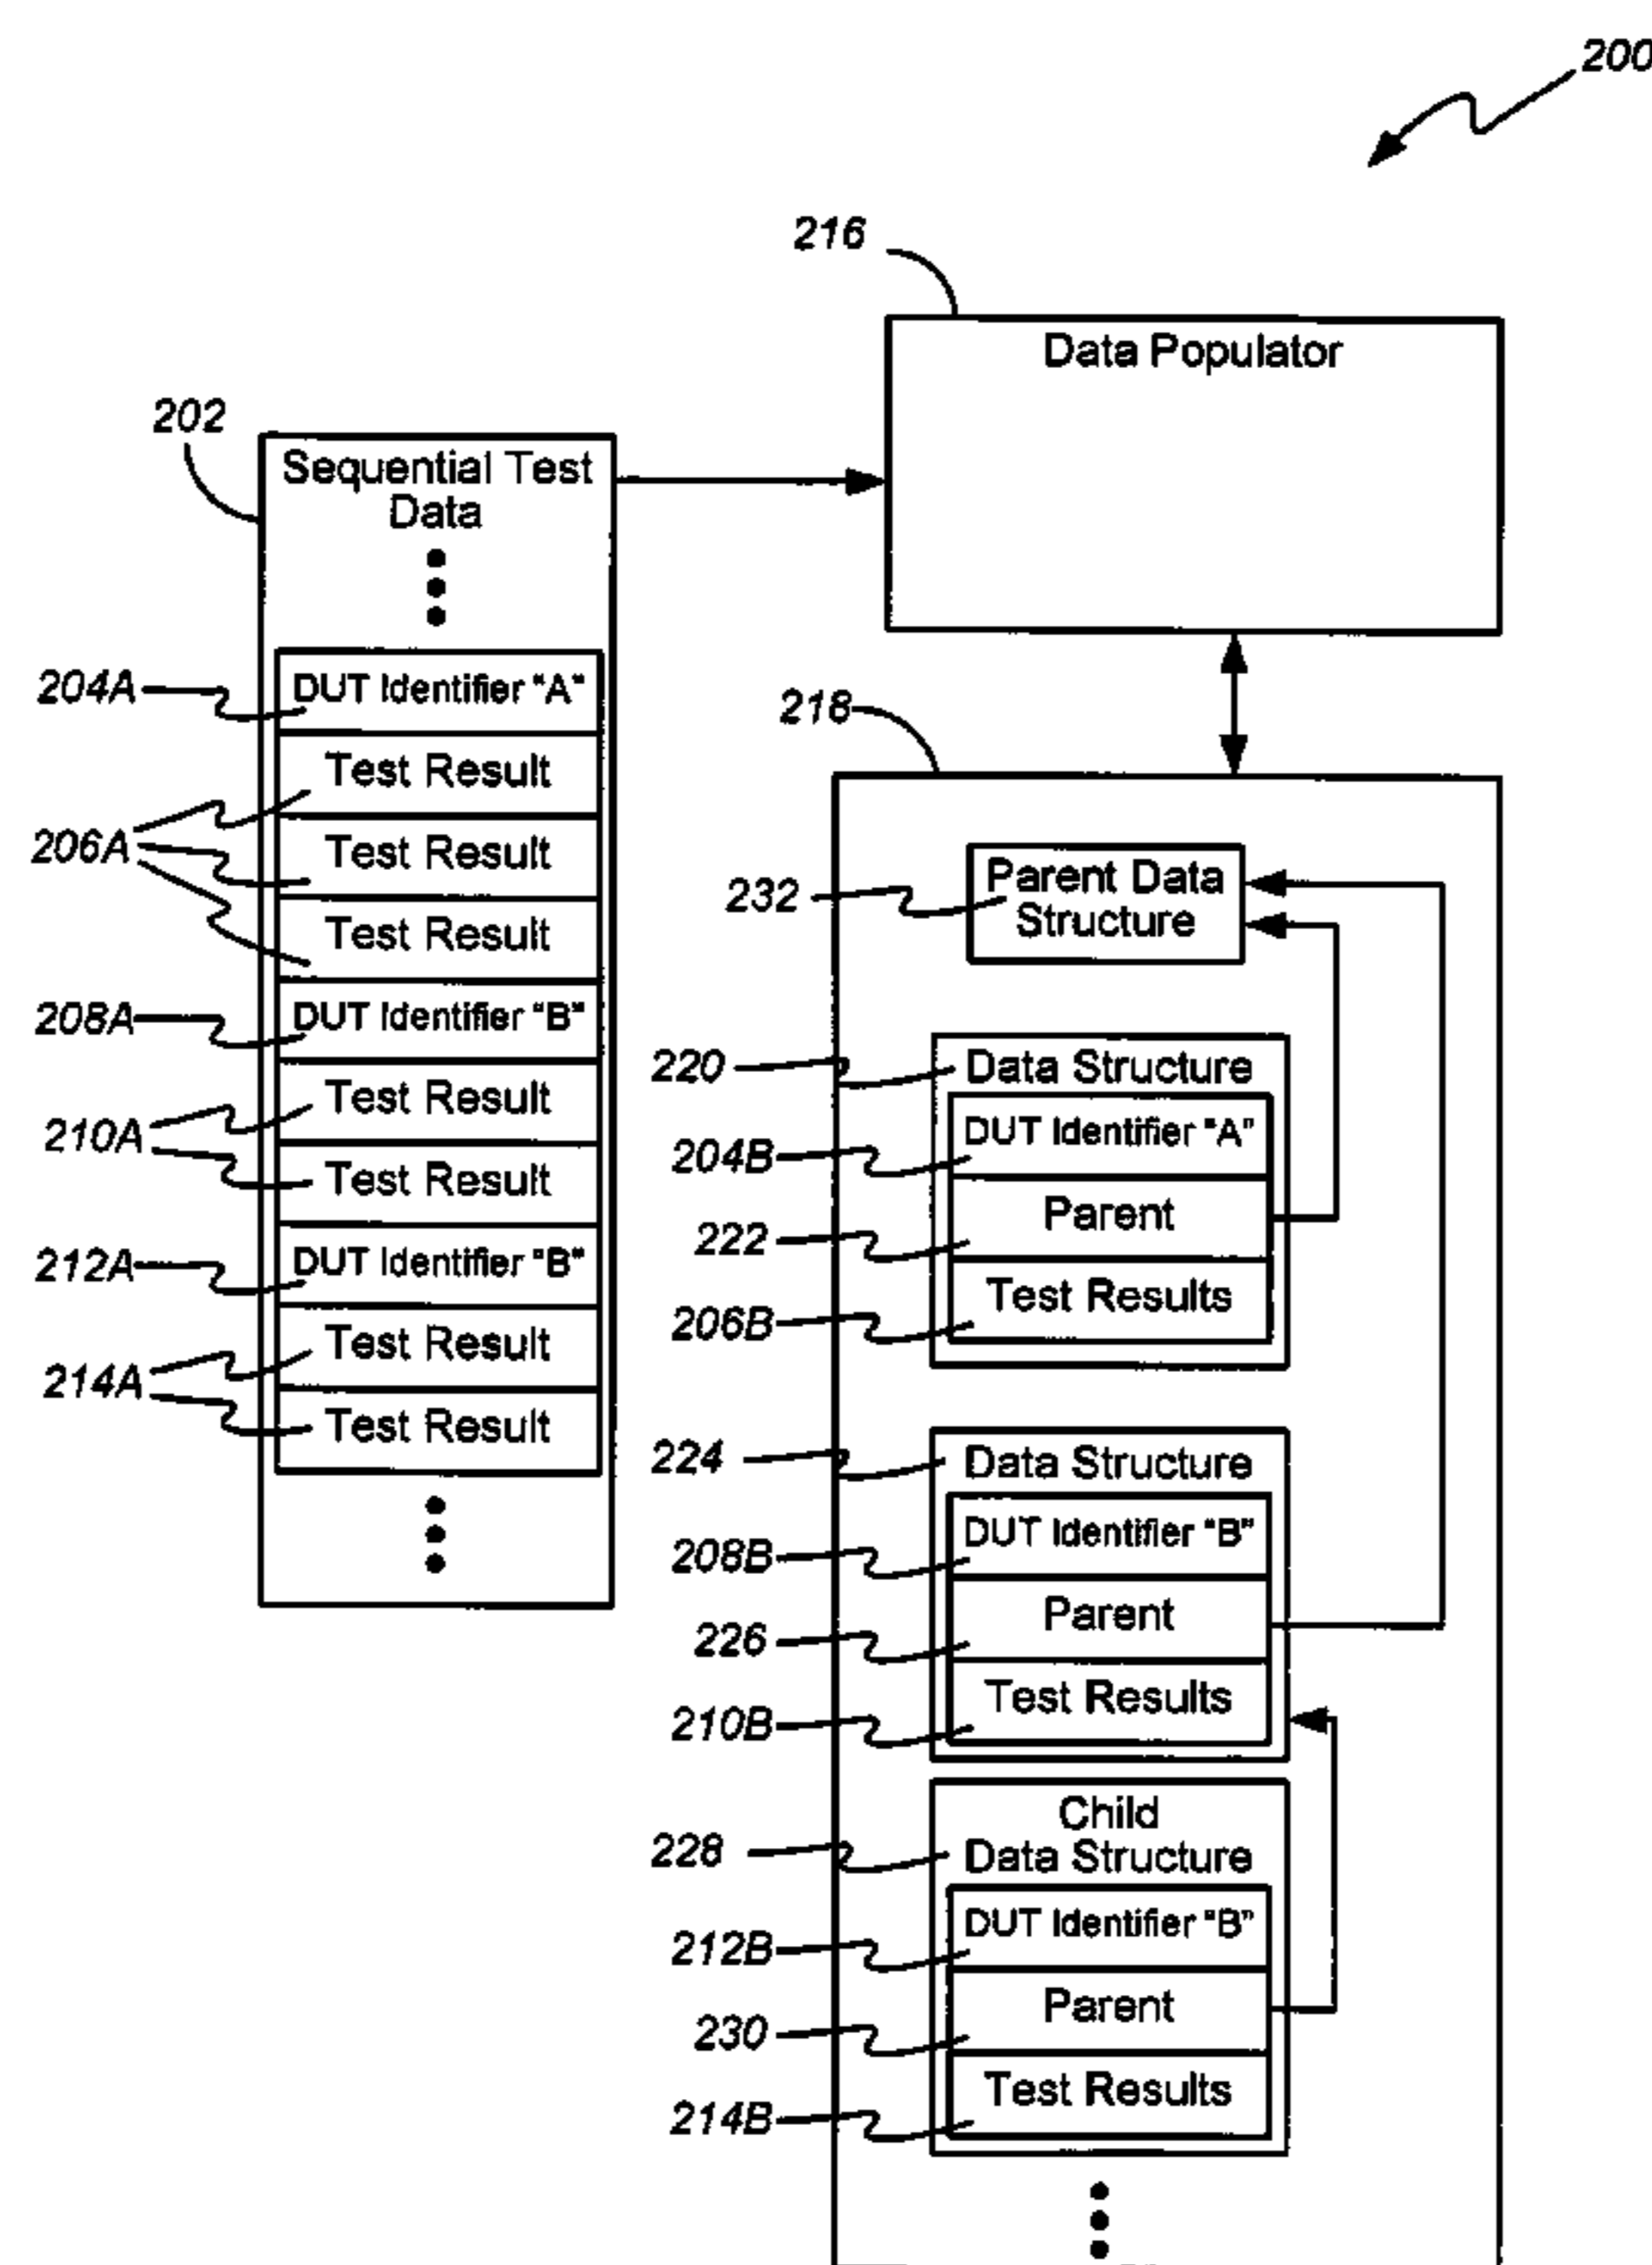 200
216
Data Populator
202
Sequential Test
Data
204A
DUT Identifier "A"
Test Result
206A
Test Result
Test Result
208A
DUT Identifier "B"
210A
Test Result
Test Result
212A
DUT Identifier "B"
214A
Test Result
Test Result
218
232
Parent Data
Structure
220
Data Structure
204B
DUT Identifier "A"
222
Parent
206B
Test Results
224
Data Structure
208B
DUT Identifier "B"
226
Parent
210B
Test Results
228
Child
Data Structure
212B
DUT Identifier "B"
230
Parent
214B
Test Results